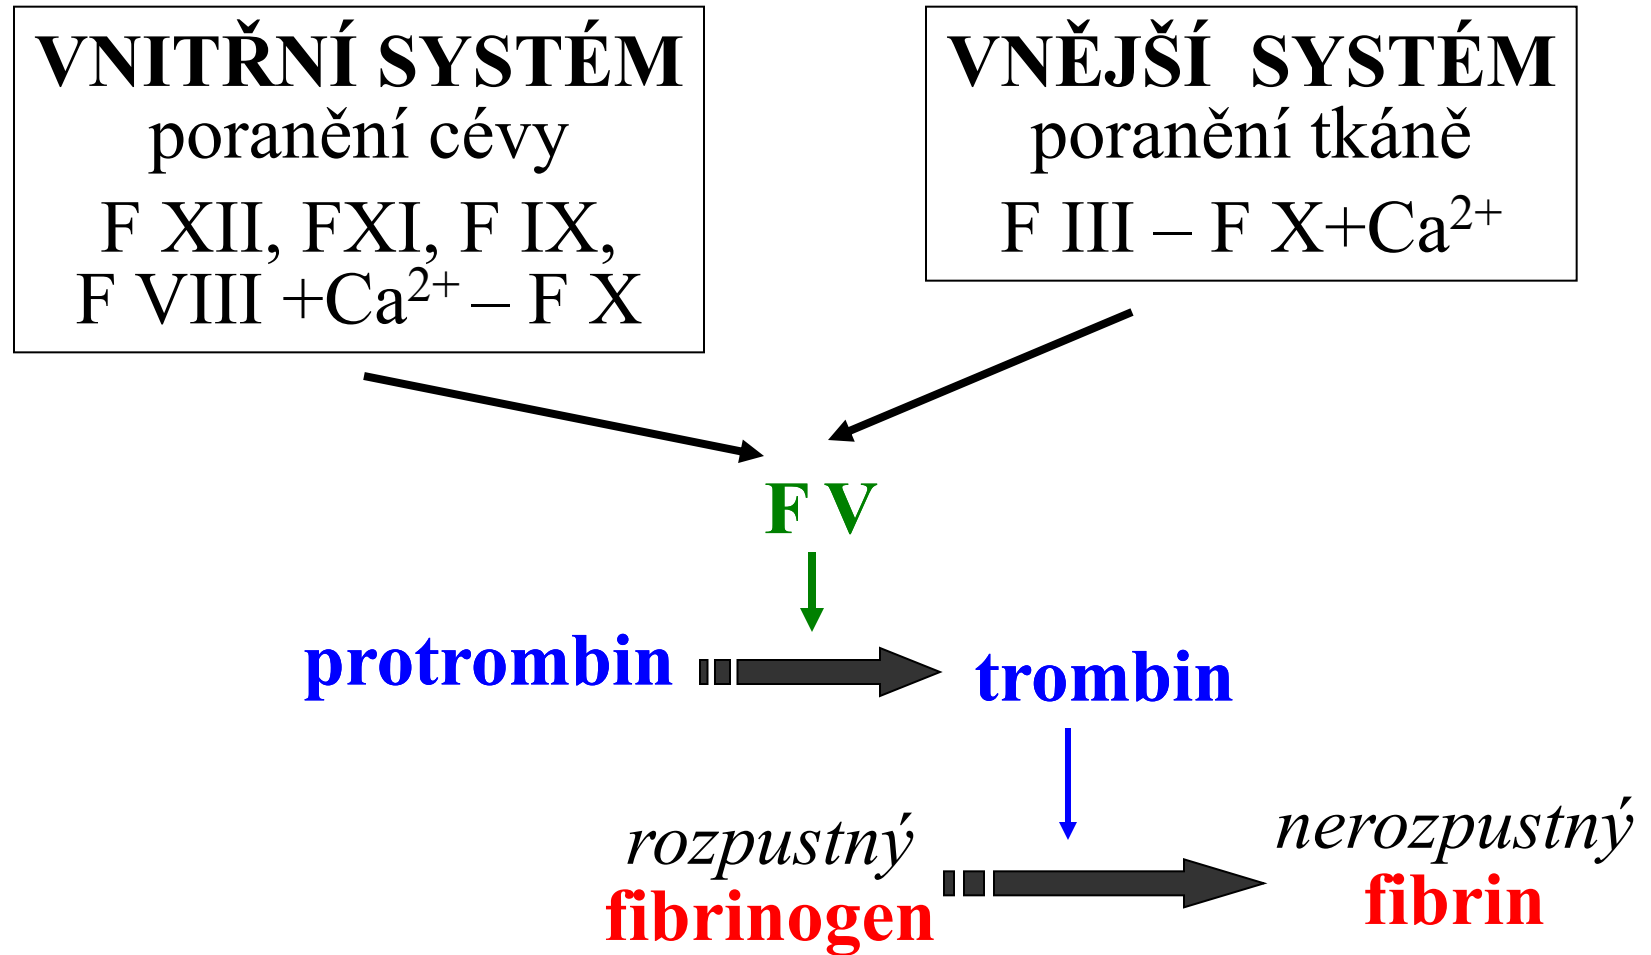 VNITŘNÍ SYSTÉM
poranění cévy
F XII, FXI, F IX,
F VIII +Ca²⁺ – F X
VNĚJŠÍ SYSTÉM
poranění tkáně
F III – F X+Ca²⁺
F V
protrombin
trombin
rozpustný
fibrinogen
nerozpustný
fibrin